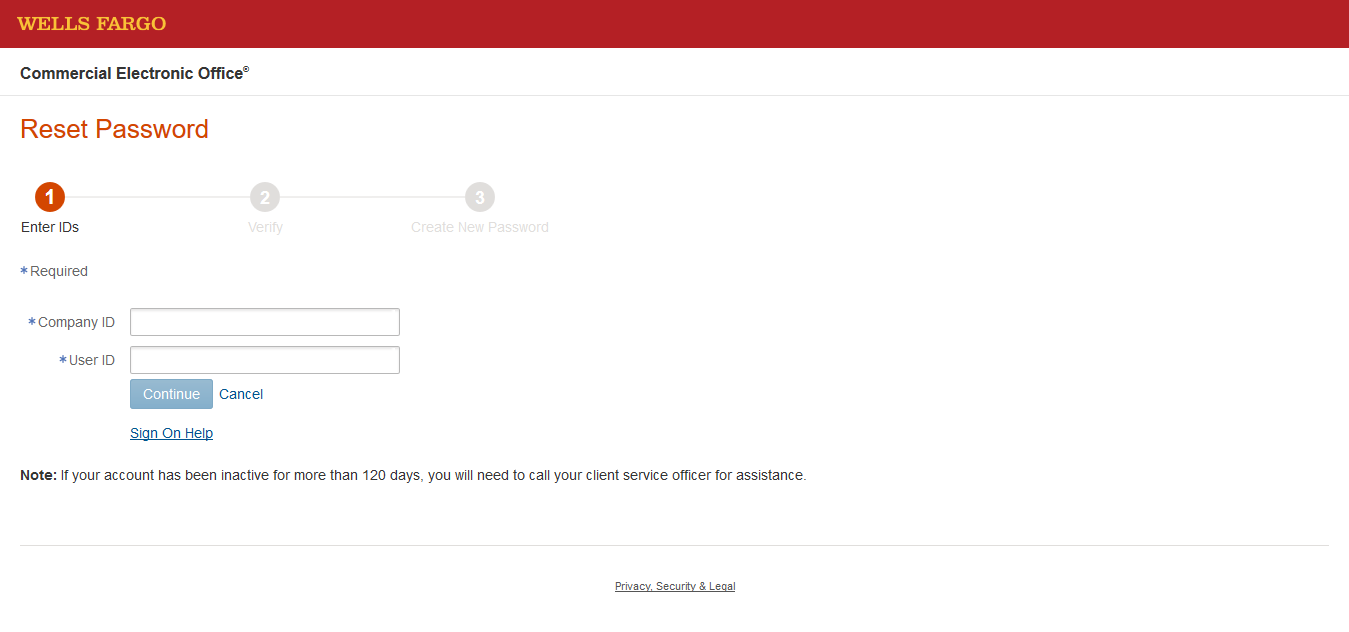 WELLS FARGO
Commercial Electronic Office®
Reset Password
1 2 3
Enter IDs Verify Create New Password
*Required
*Company ID
*User ID
Continue Cancel
Sign On Help
Note: If your account has been inactive for more than 120 days, you will need to call your client service officer for assistance.
Privacy, Security & Legal